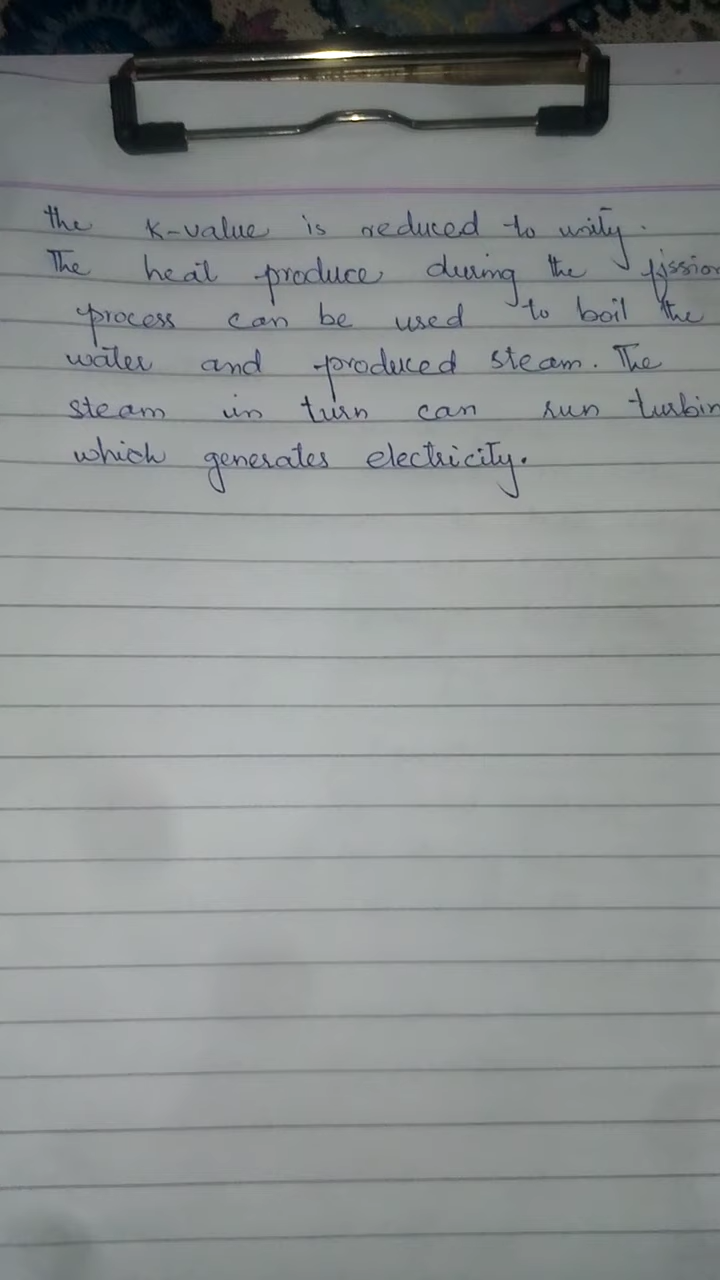 the k-value is reduced to unity.
The heat produce during the fission
process can be used to boil the
water and produced steam. The
steam in turn can run turbin
which generates electricity.